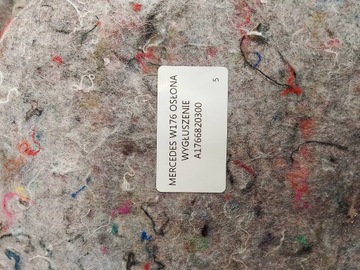 MERCEDES W176 OSŁONA
WYGŁUSZENIE
A1766820300
5